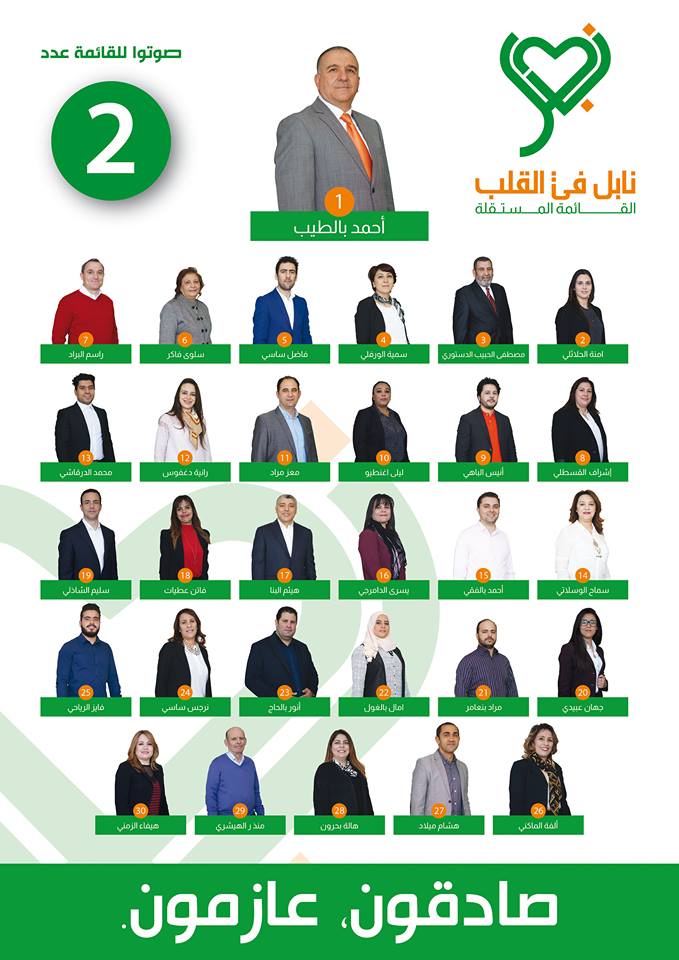 صوتوا للقائمة عدد
2
نابل في القلب
القائمة المستقلة
1
أحمد بالطيب
2
امنة الحلائلي
3
مصطفى الحبيب الدستوري
4
سمية الورفلي
5
فاضل ساسي
6
سلوى فاكر
7
راسم البراد
8
إشراف القسطلي
9
أنيس الباهي
10
ليلى اغنطيو
11
معز مراد
12
رانية دغفوس
13
محمد الدرقاشي
14
سماح الوسلاتي
15
أحمد بالفقي
16
يسرى الدامرجي
17
هيثم البنا
18
فاتن عطيات
19
سليم الشاذلي
20
جهان عبيدي
21
مراد بنعامر
22
امال بالغول
23
أنور بالحاج
24
نرجس ساسي
25
فايز الرياحي
26
ألفة الماكني
27
هشام ميلاد
28
هالة بحرون
29
منذر الهيشري
30
هيفاء الزمني
صادقون، عازمون.